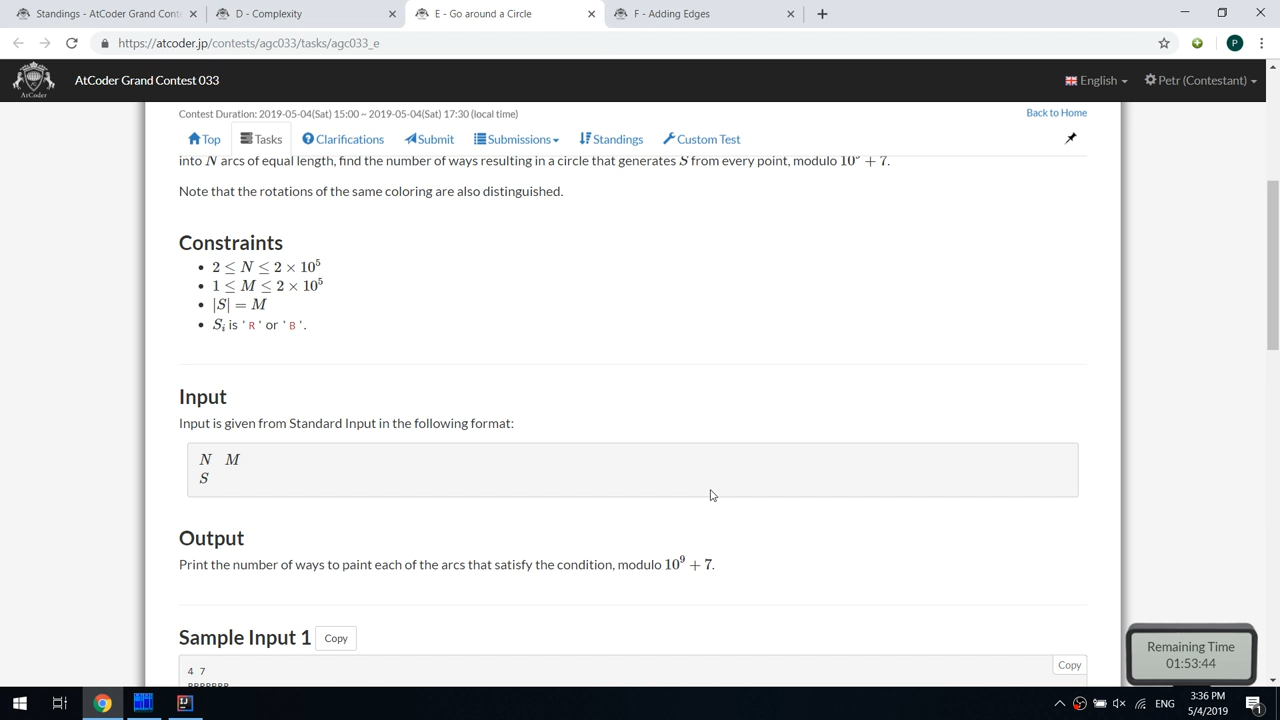 Standings - AtCoder Grand Cont
D - Complexity
E - Go around a Circle
F - Adding Edges
https://atcoder.jp/contests/agc033/tasks/agc033_e
P
AtCoder
AtCoder Grand Contest 033
English
Petr (Contestant)
Contest Duration: 2019-05-04(Sat) 15:00 ~ 2019-05-04(Sat) 17:30 (local time)
Back to Home
Top
Tasks
Clarifications
Submit
Submissions
Standings
Custom Test
into N arcs of equal length, find the number of ways resulting in a circle that generates S from every point, modulo 10⁹ + 7.
Note that the rotations of the same coloring are also distinguished.
Constraints
• 2 ≤ N ≤ 2 × 10⁵
• 1 ≤ M ≤ 2 × 10⁵
• |S| = M
• Sᵢ is 'R' or 'B'.
Input
Input is given from Standard Input in the following format:
N M
S
Output
Print the number of ways to paint each of the arcs that satisfy the condition, modulo 10⁹ + 7.
Sample Input 1
Copy
4 7
Copy
Remaining Time
01:53:44
ENG
3:36 PM
5/4/2019
1